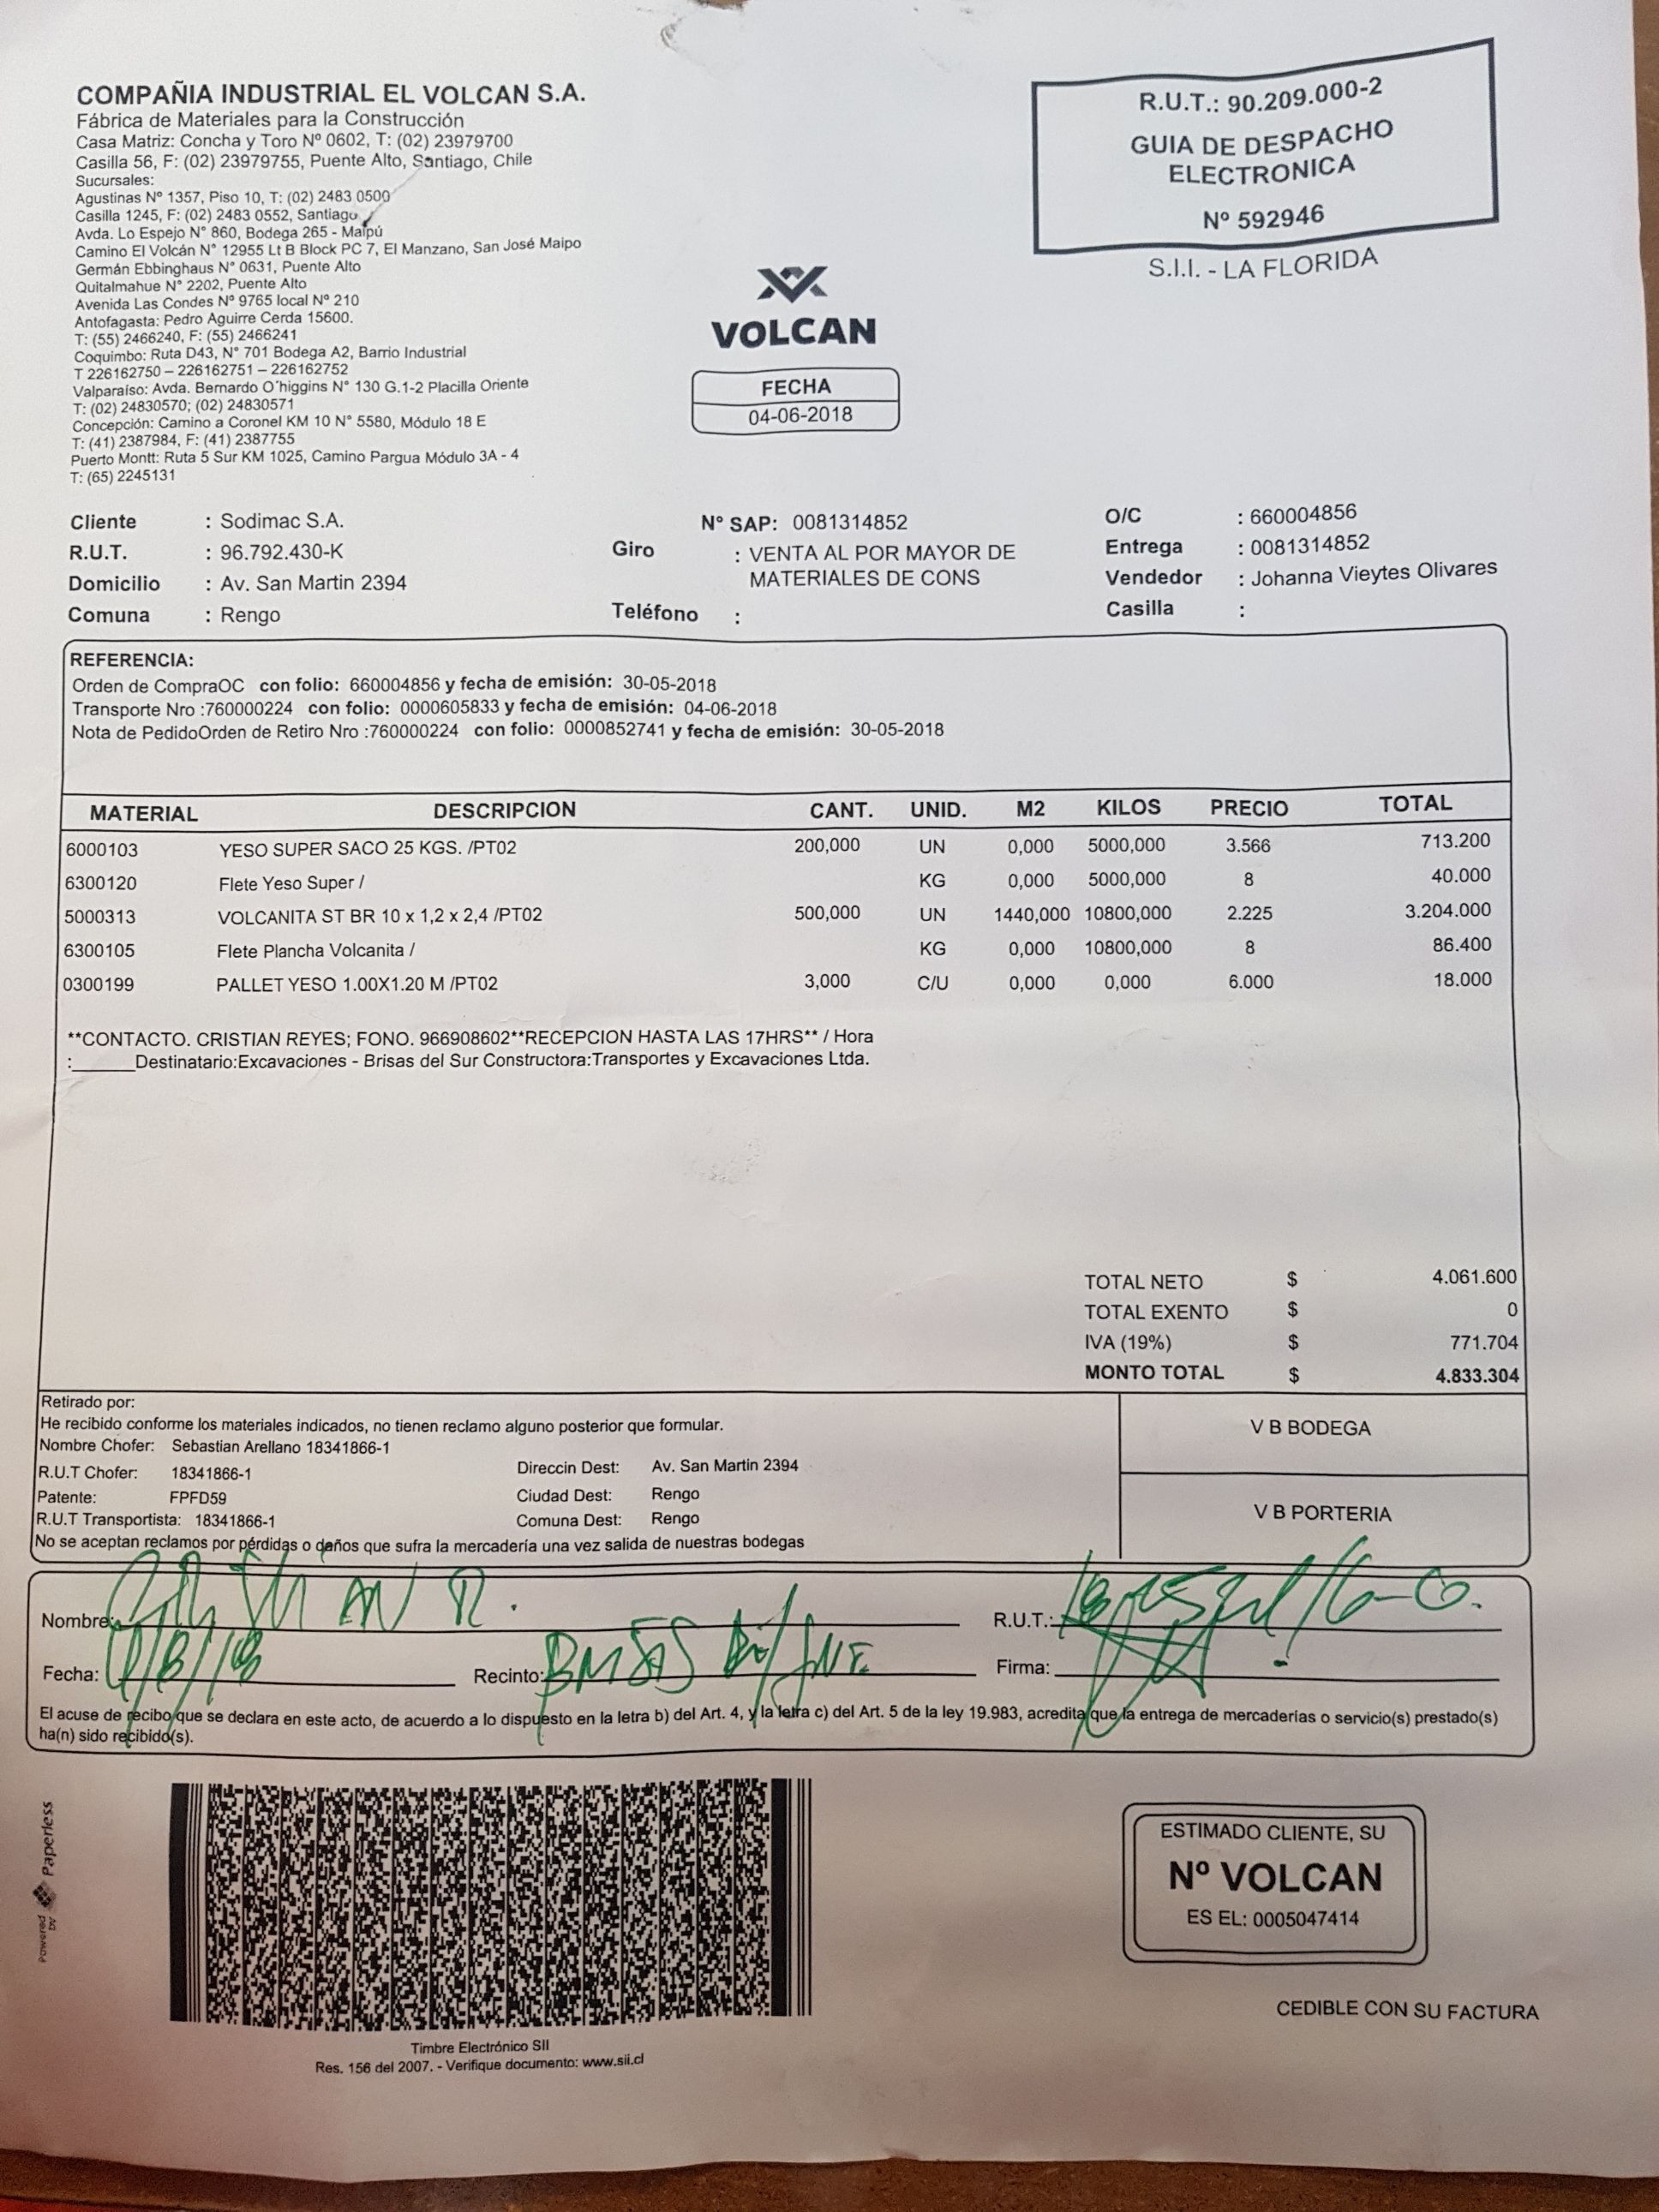 COMPAÑIA INDUSTRIAL EL VOLCAN S.A.
Fábrica de Materiales para la Construcción
Casa Matriz: Concha y Toro Nº 0602, T: (02) 23979700
Casilla 56, F: (02) 23979755, Puente Alto, Santiago, Chile
Sucursales:
Agustinas Nº 1357, Piso 10, T: (02) 2483 0500
Casilla 1245, F: (02) 2483 0552, Santiago
Avda. Lo Espejo N° 860, Bodega 265 - Maipú
Camino El Volcán N° 12955 Lt B Block PC 7, El Manzano, San José Maipo
Germán Ebbinghaus N° 0631, Puente Alto
Quitalmahue N° 2202, Puente Alto
Avenida Las Condes Nº 9765 local Nº 210
Antofagasta: Pedro Aguirre Cerda 15600.
T: (55) 2466240, F: (55) 2466241
Coquimbo: Ruta D43, N° 701 Bodega A2, Barrio Industrial
T 226162750 – 226162751 – 226162752
Valparaíso: Avda. Bernardo O´higgins N° 130 G.1-2 Placilla Oriente
T: (02) 24830570; (02) 24830571
Concepción: Camino a Coronel KM 10 N° 5580, Módulo 18 E
T: (41) 2387984, F: (41) 2387755
Puerto Montt: Ruta 5 Sur KM 1025, Camino Pargua Módulo 3A - 4
T: (65) 2245131
R.U.T.: 90.209.000-2
GUIA DE DESPACHO
ELECTRONICA
Nº 592946
S.I.I. - LA FLORIDA
VOLCAN
FECHA
04-06-2018
Cliente : Sodimac S.A. N° SAP: 0081314852 O/C : 660004856
R.U.T. : 96.792.430-K Giro : VENTA AL POR MAYOR DE Entrega : 0081314852
Domicilio : Av. San Martin 2394 MATERIALES DE CONS Vendedor : Johanna Vieytes Olivares
Comuna : Rengo Teléfono : Casilla :
REFERENCIA:
Orden de CompraOC con folio: 660004856 y fecha de emisión: 30-05-2018
Transporte Nro :760000224 con folio: 0000605833 y fecha de emisión: 04-06-2018
Nota de PedidoOrden de Retiro Nro :760000224 con folio: 0000852741 y fecha de emisión: 30-05-2018
MATERIAL DESCRIPCION CANT. UNID. M2 KILOS PRECIO TOTAL
6000103 YESO SUPER SACO 25 KGS. /PT02 200,000 UN 0,000 5000,000 3.566 713.200
6300120 Flete Yeso Super / KG 0,000 5000,000 8 40.000
5000313 VOLCANITA ST BR 10 x 1,2 x 2,4 /PT02 500,000 UN 1440,000 10800,000 2.225 3.204.000
6300105 Flete Plancha Volcanita / KG 0,000 10800,000 8 86.400
0300199 PALLET YESO 1.00X1.20 M /PT02 3,000 C/U 0,000 0,000 6.000 18.000
**CONTACTO. CRISTIAN REYES; FONO. 966908602**RECEPCION HASTA LAS 17HRS** / Hora
:______Destinatario:Excavaciones - Brisas del Sur Constructora:Transportes y Excavaciones Ltda.
TOTAL NETO $ 4.061.600
TOTAL EXENTO $ 0
IVA (19%) $ 771.704
MONTO TOTAL $ 4.833.304
Retirado por:
He recibido conforme los materiales indicados, no tienen reclamo alguno posterior que formular.
Nombre Chofer: Sebastian Arellano 18341866-1
R.U.T Chofer: 18341866-1 Direccin Dest: Av. San Martin 2394
Patente: FPFD59 Ciudad Dest: Rengo
R.U.T Transportista: 18341866-1 Comuna Dest: Rengo
No se aceptan reclamos por pérdidas o daños que sufra la mercadería una vez salida de nuestras bodegas
V B BODEGA
V B PORTERIA
Nombre: R.U.T.:
Fecha: Recinto: Firma:
El acuse de recibo que se declara en este acto, de acuerdo a lo dispuesto en la letra b) del Art. 4, y la letra c) del Art. 5 de la ley 19.983, acredita que la entrega de mercaderías o servicio(s) prestado(s)
ha(n) sido recibido(s).
Powered by Paperless
Timbre Electrónico SII
Res. 156 del 2007. - Verifique documento: www.sii.cl
ESTIMADO CLIENTE, SU
Nº VOLCAN
ES EL: 0005047414
CEDIBLE CON SU FACTURA